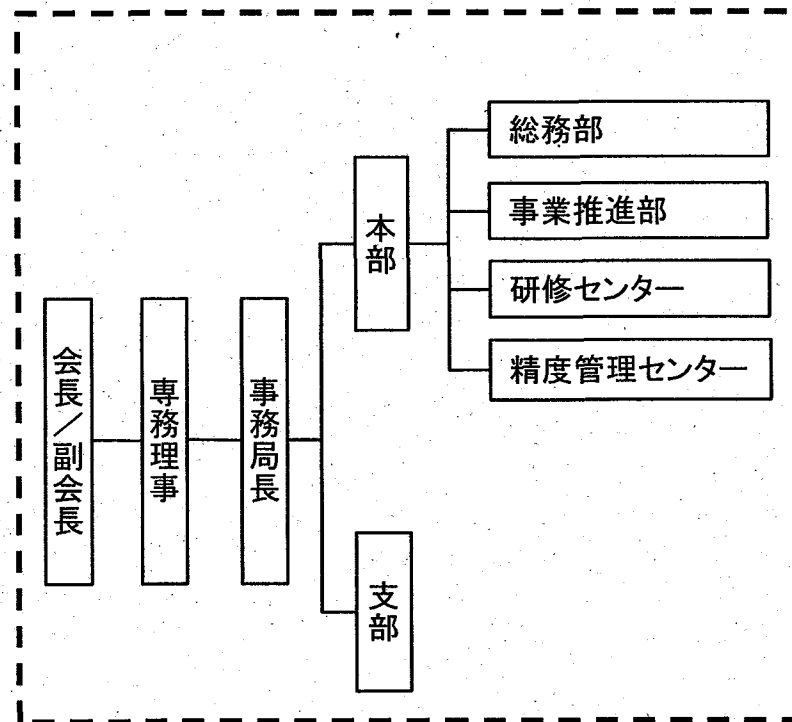 会長／副会長
専務理事
事務局長
本部
総務部
事業推進部
研修センター
精度管理センター
支部